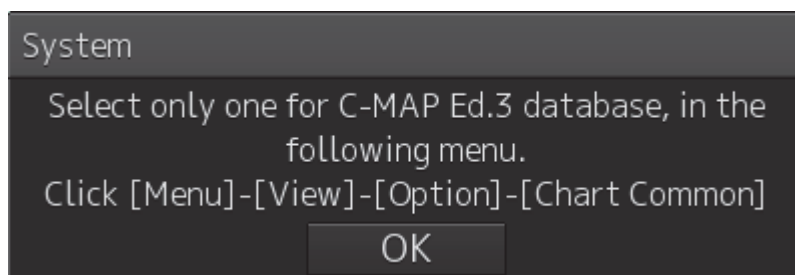 System
Select only one for C-MAP Ed.3 database, in the
following menu.
Click [Menu]-[View]-[Option]-[Chart Common]
OK